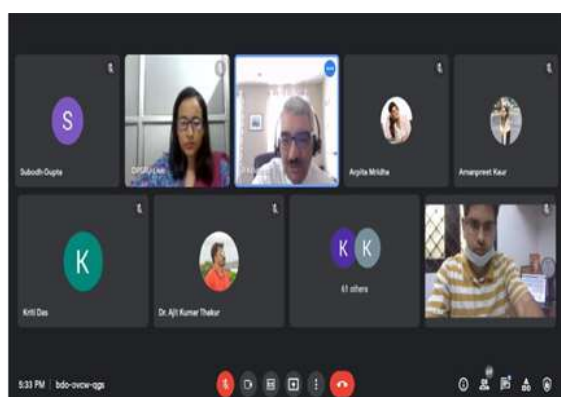 S
Subodh Gupta
Arpita Mridha
Amanpreet Kaur
K
Kriti Das
Dr. Ajit Kumar Thakur
K K
61 others
5:33 PM | bdo-ovcw-qgs